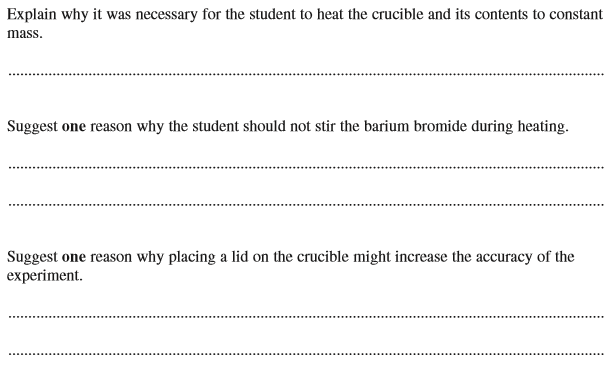 Explain why it was necessary for the student to heat the crucible and its contents to constant
mass.
Suggest one reason why the student should not stir the barium bromide during heating.
Suggest one reason why placing a lid on the crucible might increase the accuracy of the
experiment.